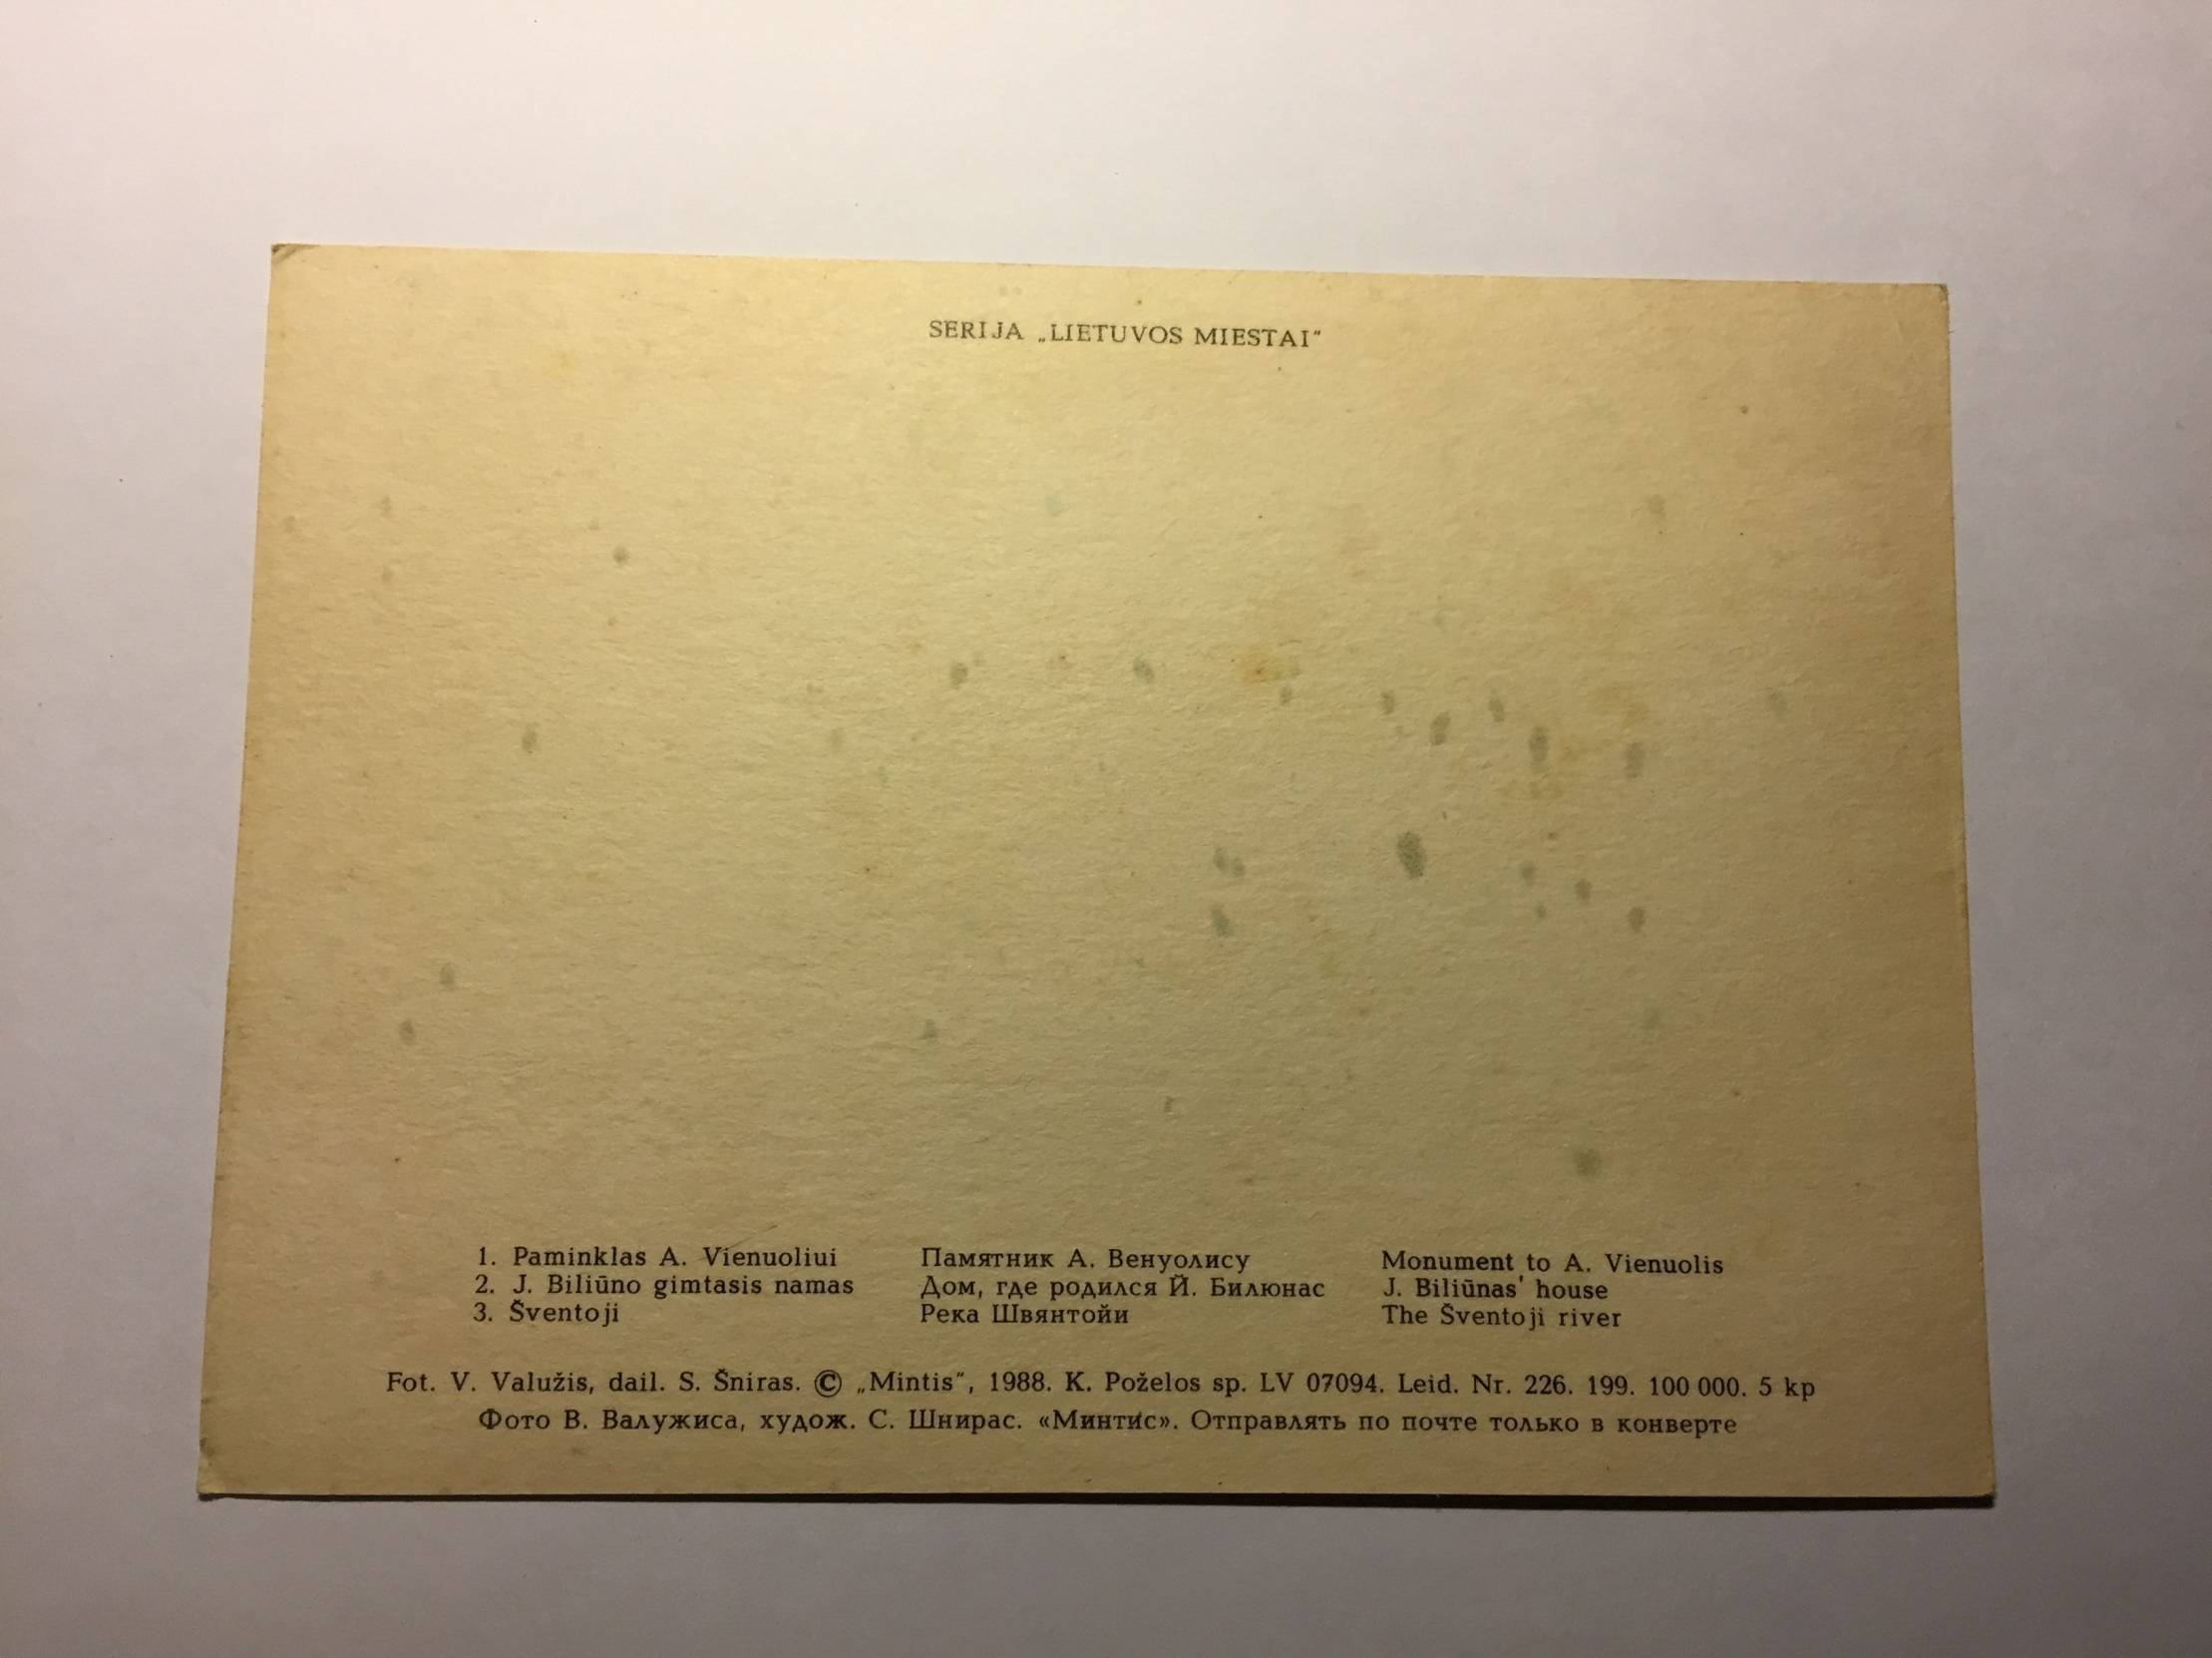 SERIJA „LIETUVOS MIESTAI"
1. Paminklas A. Vienuoliui
2. J. Biliūno gimtasis namas
3. Šventoji
Памятник А. Венуолису
Дом, где родился Й. Билюнас
Река Швянтойи
Monument to A. Vienuolis
J. Biliūnas' house
The Šventoji river
Fot. V. Valužis, dail. S. Šniras. © „Mintis", 1988. K. Poželos sp. LV 07094. Leid. Nr. 226. 199. 100 000. 5 kp
Фото В. Валужиса, худож. С. Шнирас. «Минтис». Отправлять по почте только в конверте